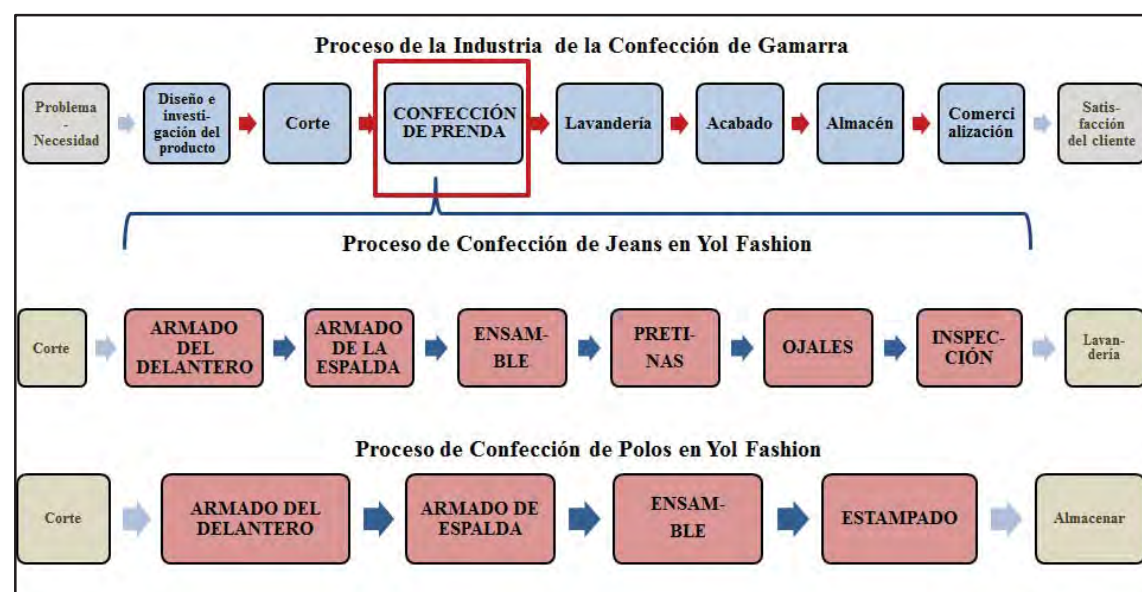 Proceso de la Industria de la Confección de Gamarra
Problema
-
Necesidad
Diseño e
investi-
gación del
producto
Corte
CONFECCIÓN
DE PRENDA
Lavandería
Acabado
Almacén
Comerci
alización
Satis-
facción
del cliente
Proceso de Confección de Jeans en Yol Fashion
Corte
ARMADO
DEL
DELANTERO
ARMADO
DE LA
ESPALDA
ENSAM-
BLE
PRETI-
NAS
OJALES
INSPEC-
CIÓN
Lavan-
dería
Proceso de Confección de Polos en Yol Fashion
Corte
ARMADO DEL
DELANTERO
ARMADO DE
ESPALDA
ENSAM-
BLE
ESTAMPADO
Almacenar